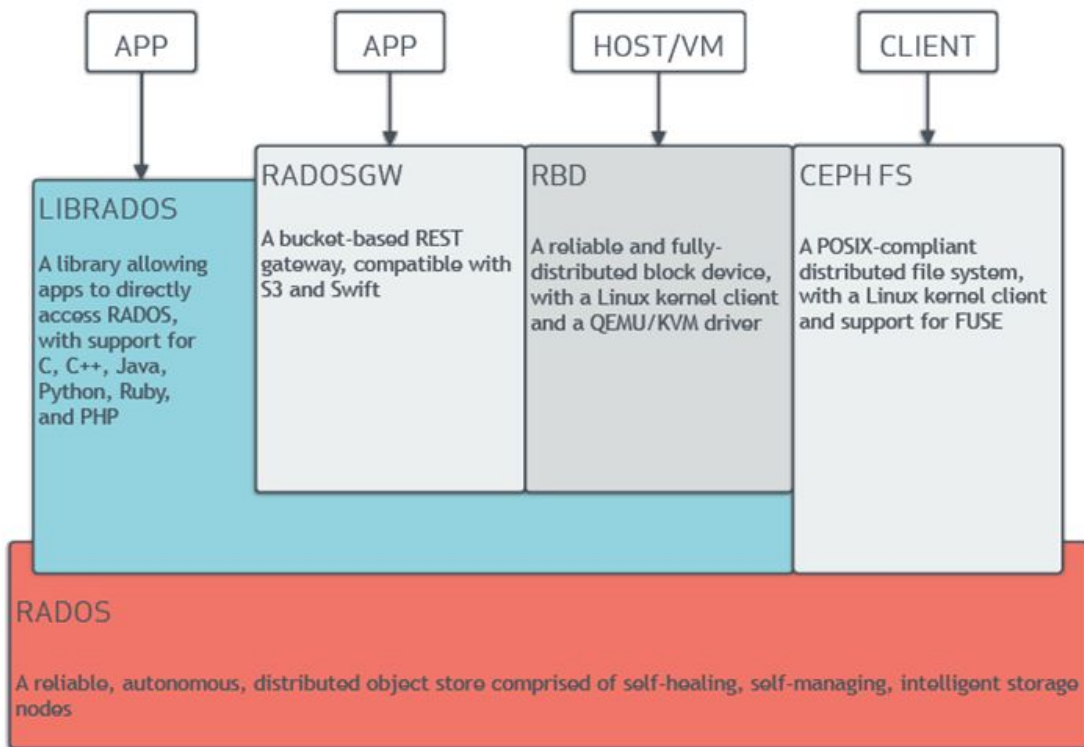 APP
APP
HOST/VM
CLIENT
LIBRADOS
A library allowing
apps to directly
access RADOS,
with support for
C, C++, Java,
Python, Ruby,
and PHP
RADOSGW
A bucket-based REST
gateway, compatible with
S3 and Swift
RBD
A reliable and fully-
distributed block device,
with a Linux kernel client
and a QEMU/KVM driver
CEPH FS
A POSIX-compliant
distributed file system,
with a Linux kernel client
and support for FUSE
RADOS
A reliable, autonomous, distributed object store comprised of self-healing, self-managing, intelligent storage
nodes